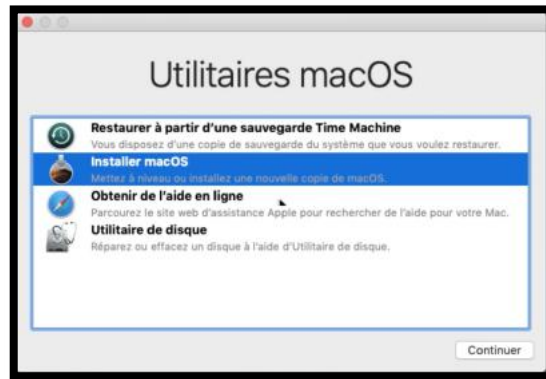 Utilitaires macOS
Restaurer à partir d'une sauvegarde Time Machine
Vous disposez d'une copie de sauvegarde du système que vous voulez restaurer.
Installer macOS
Mettez à niveau ou installez une nouvelle copie de macOS.
Obtenir de l'aide en ligne
Parcourez le site web d'assistance Apple pour rechercher de l'aide pour votre Mac.
Utilitaire de disque
Réparez ou effacez un disque à l'aide d'Utilitaire de disque.
Continuer